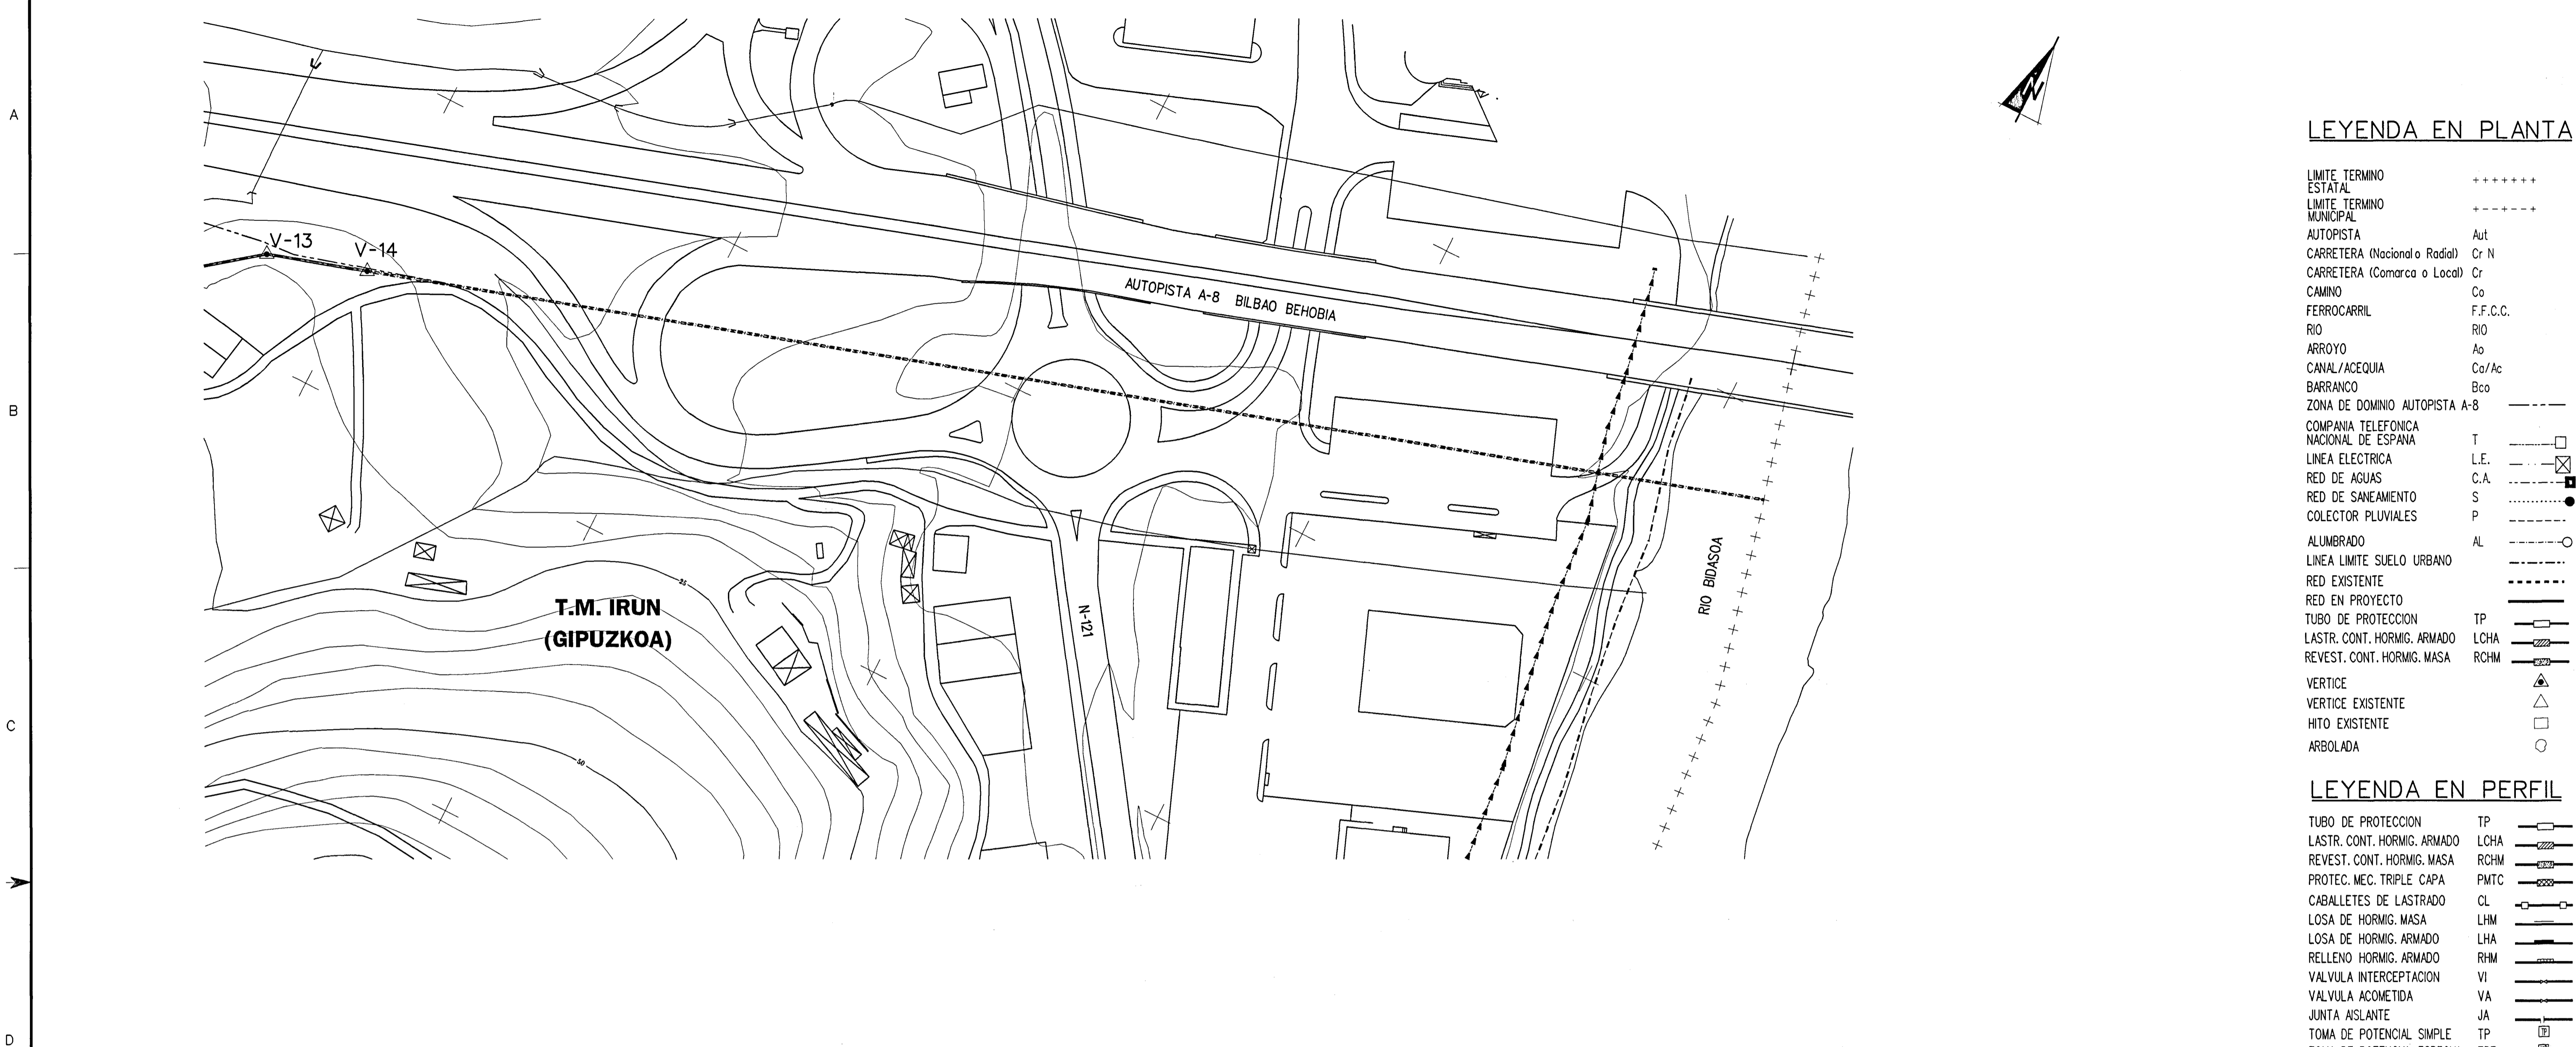 A
B
C
D
N
V-13
V-14
AUTOPISTA A-8 BILBAO BEHOBIA
RIO BIDASOA
N-121
25
50
T.M. IRUN
(GIPUZKOA)
LEYENDA EN PLANTA
LIMITE TERMINO
ESTATAL
LIMITE TERMINO
MUNICIPAL
AUTOPISTA Aut
CARRETERA (Nacional o Radial) Cr N
CARRETERA (Comarca o Local) Cr
CAMINO Co
FERROCARRIL F.F.C.C.
RIO RIO
ARROYO Ao
CANAL/ACEQUIA Ca/Ac
BARRANCO Bco
ZONA DE DOMINIO AUTOPISTA A-8
COMPANIA TELEFONICA
NACIONAL DE ESPANA T
LINEA ELECTRICA L.E.
RED DE AGUAS C.A.
RED DE SANEAMIENTO S
COLECTOR PLUVIALES P
ALUMBRADO AL
LINEA LIMITE SUELO URBANO
RED EXISTENTE
RED EN PROYECTO
TUBO DE PROTECCION TP
LASTR. CONT. HORMIG. ARMADO LCHA
REVEST. CONT. HORMIG. MASA RCHM
VERTICE
VERTICE EXISTENTE
HITO EXISTENTE
ARBOLADA
LEYENDA EN PERFIL
TUBO DE PROTECCION TP
LASTR. CONT. HORMIG. ARMADO LCHA
REVEST. CONT. HORMIG. MASA RCHM
PROTEC. MEC. TRIPLE CAPA PMTC
CABALLETES DE LASTRADO CL
LOSA DE HORMIG. MASA LHM
LOSA DE HORMIG. ARMADO LHA
RELLENO HORMIG. ARMADO RHM
VALVULA INTERCEPTACION VI
VALVULA ACOMETIDA VA
JUNTA AISLANTE JA
TOMA DE POTENCIAL SIMPLE TP TP